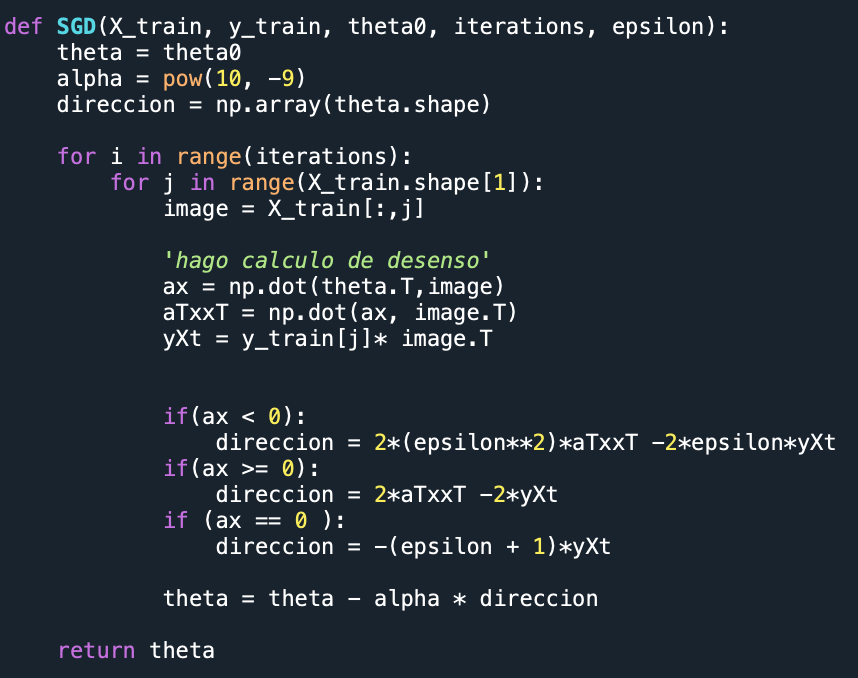 def SGD(X_train, y_train, theta0, iterations, epsilon):
    theta = theta0
    alpha = pow(10, -9)
    direccion = np.array(theta.shape)
    for i in range(iterations):
        for j in range(X_train.shape[1]):
            image = X_train[:,j]
            'hago calculo de desenso'
            ax = np.dot(theta.T,image)
            aTxxT = np.dot(ax, image.T)
            yXt = y_train[j]* image.T
            if(ax < 0):
                direccion = 2*(epsilon**2)*aTxxT -2*epsilon*yXt
            if(ax >= 0):
                direccion = 2*aTxxT -2*yXt
            if (ax == 0 ):
                direccion = -(epsilon + 1)*yXt
            theta = theta - alpha * direccion
    return theta